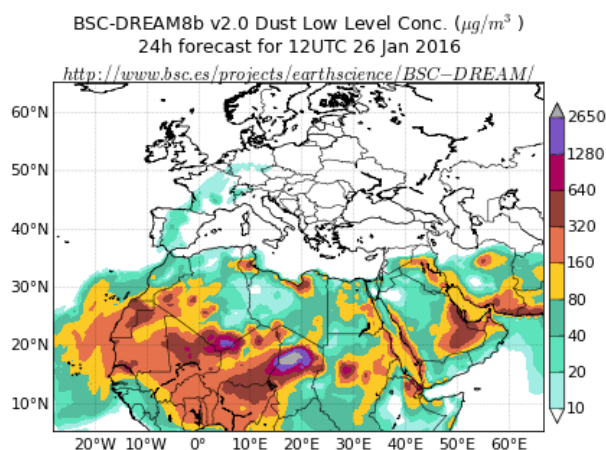 BSC-DREAM8b v2.0 Dust Low Level Conc. (μg/m³ )
24h forecast for 12UTC 26 Jan 2016
http://www.bsc.es/projects/earthscience/BSC−DREAM/
60°N
50°N
40°N
30°N
20°N
10°N
20°W 10°W 0° 10°E 20°E 30°E 40°E 50°E 60°E
2650
1280
640
320
160
80
40
20
10